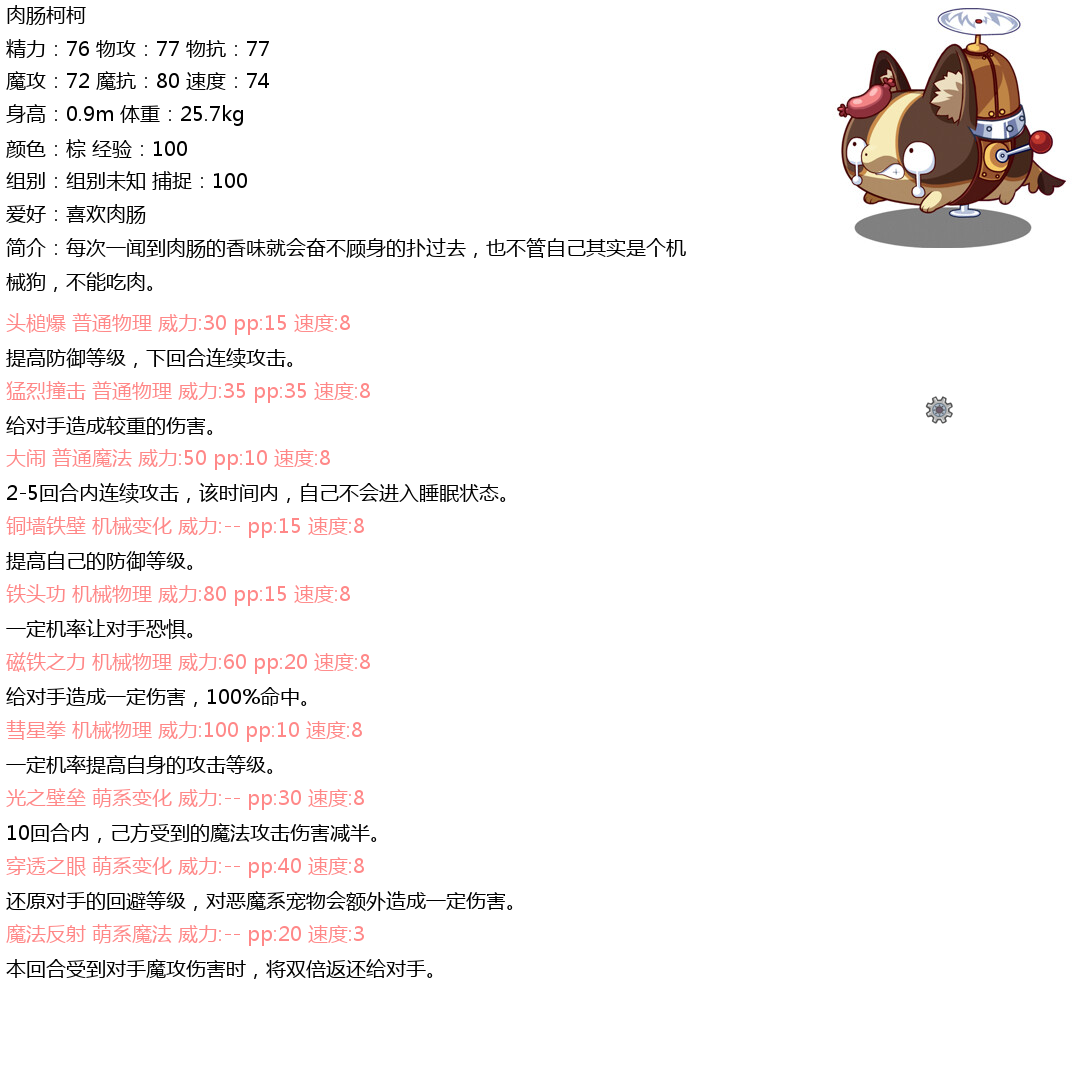 肉肠柯柯
精力：76 物攻：77 物抗：77
魔攻：72 魔抗：80 速度：74
身高：0.9m 体重：25.7kg
颜色：棕 经验：100
组别：组别未知 捕捉：100
爱好：喜欢肉肠
简介：每次一闻到肉肠的香味就会奋不顾身的扑过去，也不管自己其实是个机
械狗，不能吃肉。
头槌爆 普通物理 威力:30 pp:15 速度:8
提高防御等级，下回合连续攻击。
猛烈撞击 普通物理 威力:35 pp:35 速度:8
给对手造成较重的伤害。
大闹 普通魔法 威力:50 pp:10 速度:8
2-5回合内连续攻击，该时间内，自己不会进入睡眠状态。
铜墙铁壁 机械变化 威力:-- pp:15 速度:8
提高自己的防御等级。
铁头功 机械物理 威力:80 pp:15 速度:8
一定机率让对手恐惧。
磁铁之力 机械物理 威力:60 pp:20 速度:8
给对手造成一定伤害，100%命中。
彗星拳 机械物理 威力:100 pp:10 速度:8
一定机率提高自身的攻击等级。
光之壁垒 萌系变化 威力:-- pp:30 速度:8
10回合内，己方受到的魔法攻击伤害减半。
穿透之眼 萌系变化 威力:-- pp:40 速度:8
还原对手的回避等级，对恶魔系宠物会额外造成一定伤害。
魔法反射 萌系魔法 威力:-- pp:20 速度:3
本回合受到对手魔攻伤害时，将双倍返还给对手。